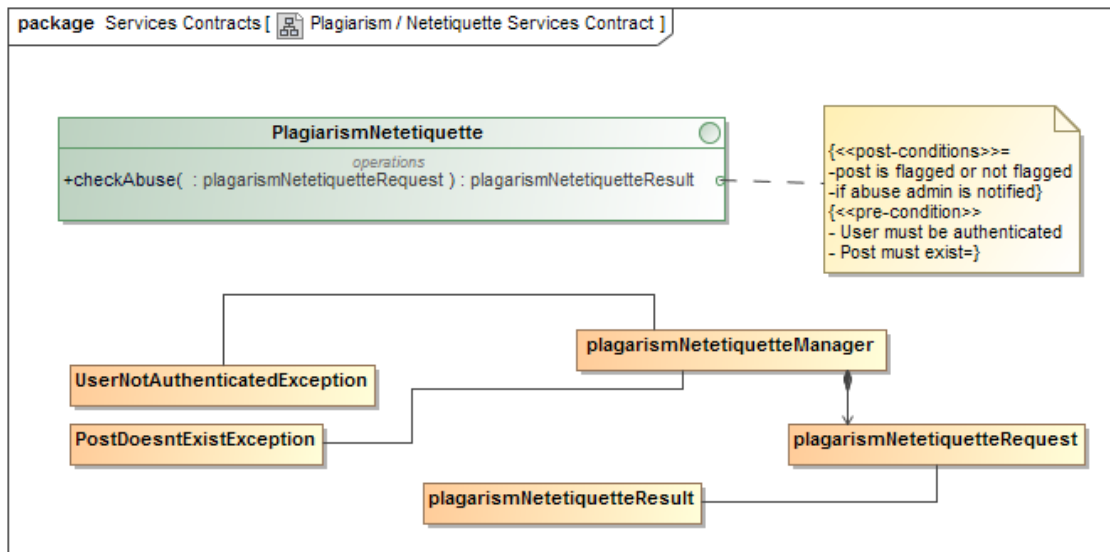 package Services Contracts [ Plagiarism / Netetiquette Services Contract ]
PlagiarismNetetiquette
operations
+checkAbuse( : plagarismNetetiquetteRequest ) : plagarismNetetiquetteResult
{<<post-conditions>>=
-post is flagged or not flagged
-if abuse admin is notified}
{<<pre-condition>>
- User must be authenticated
- Post must exist=}
plagarismNetetiquetteManager
UserNotAuthenticatedException
PostDoesntExistException
plagarismNetetiquetteRequest
plagarismNetetiquetteResult